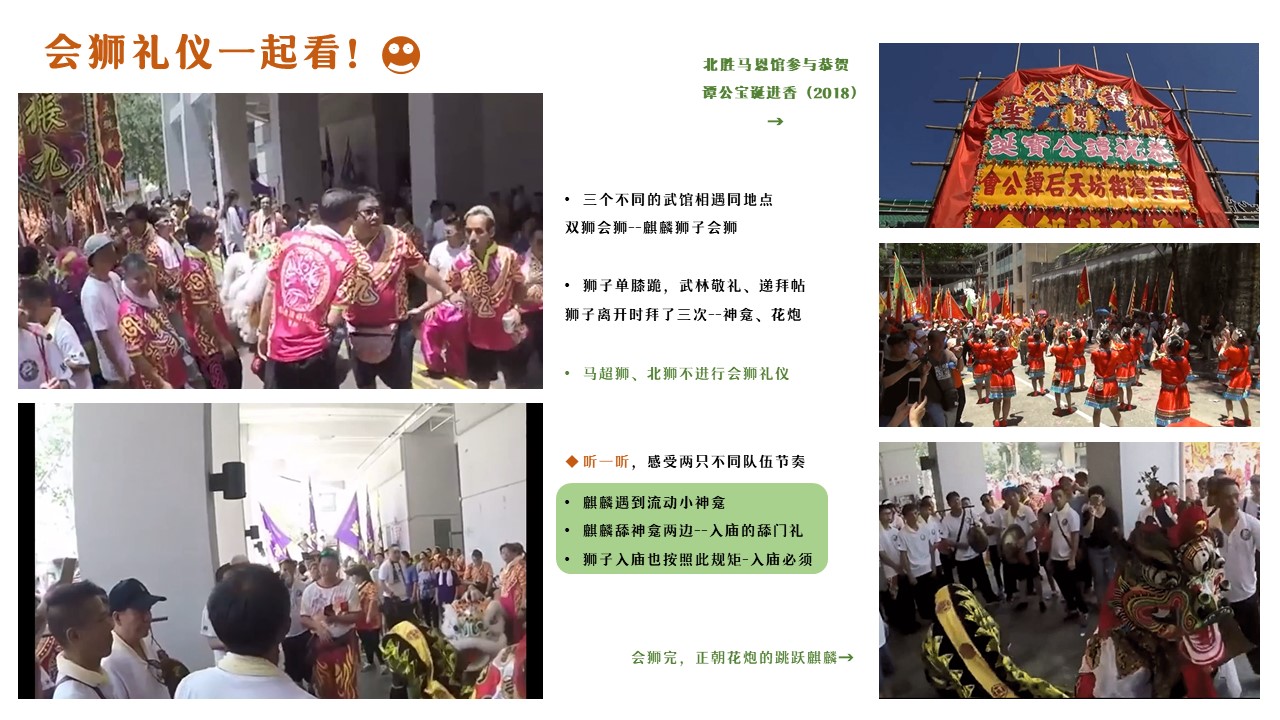 会狮礼仪一起看!
北胜马恩馆参与恭贺
谭公宝诞进香（2018）
→
• 三个不同的武馆相遇同地点
双狮会狮--麒麟狮子会狮
• 狮子单膝跪，武林敬礼、递拜帖
狮子离开时拜了三次--神龛、花炮
• 马超狮、北狮不进行会狮礼仪
◆ 听一听，感受两只不同队伍节奏
• 麒麟遇到流动小神龛
• 麒麟舔神龛两边--入庙的舔门礼
• 狮子入庙也按照此规矩-入庙必须
会狮完，正朝花炮的跳跃麒麟→
振
九
聖公
仙
誕寶公譚祝恭
會公譚石天坊街灣